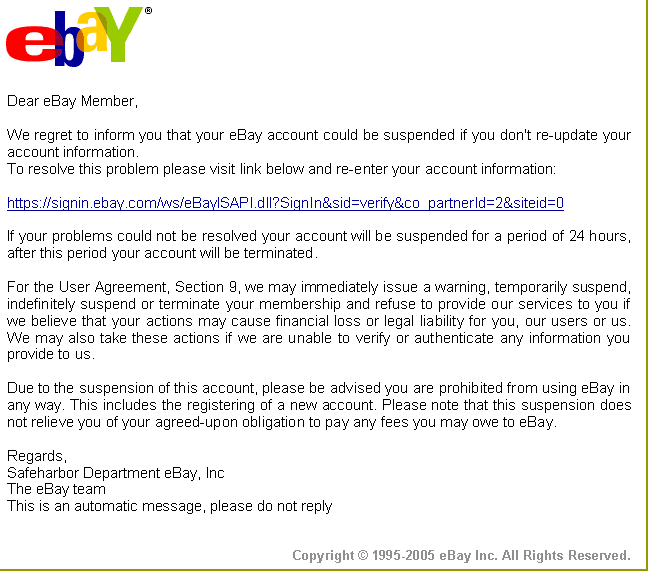 ebay®
Dear eBay Member,
We regret to inform you that your eBay account could be suspended if you don't re-update your
account information.
To resolve this problem please visit link below and re-enter your account information:
https://signin.ebay.com/ws/eBayISAPI.dll?SignIn&sid=verify&co_partnerId=2&siteid=0
If your problems could not be resolved your account will be suspended for a period of 24 hours,
after this period your account will be terminated.
For the User Agreement, Section 9, we may immediately issue a warning, temporarily suspend,
indefinitely suspend or terminate your membership and refuse to provide our services to you if
we believe that your actions may cause financial loss or legal liability for you, our users or us.
We may also take these actions if we are unable to verify or authenticate any information you
provide to us.
Due to the suspension of this account, please be advised you are prohibited from using eBay in
any way. This includes the registering of a new account. Please note that this suspension does
not relieve you of your agreed-upon obligation to pay any fees you may owe to eBay.
Regards,
Safeharbor Department eBay, Inc
The eBay team
This is an automatic message, please do not reply
Copyright © 1995-2005 eBay Inc. All Rights Reserved.